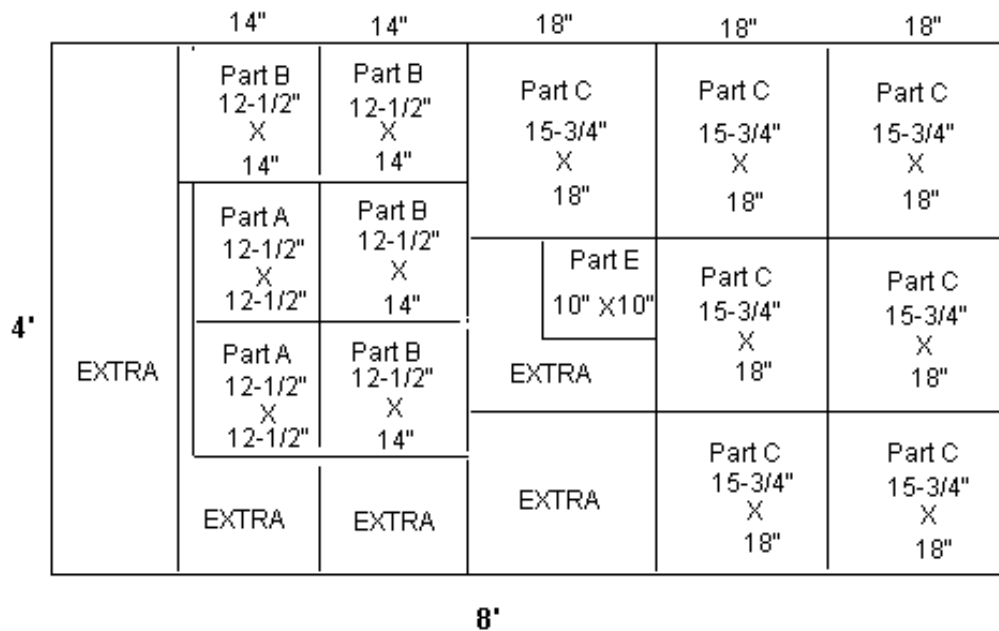 14"
14"
18"
18"
18"
Part B
12-1/2"
X
14"
Part B
12-1/2"
X
14"
Part C
15-3/4"
X
18"
Part C
15-3/4"
X
18"
Part C
15-3/4"
X
18"
Part A
12-1/2"
X
12-1/2"
Part B
12-1/2"
X
14"
Part E
10" X10"
Part C
15-3/4"
X
18"
Part C
15-3/4"
X
18"
4'
EXTRA
Part A
12-1/2"
X
12-1/2"
Part B
12-1/2"
X
14"
EXTRA
EXTRA
EXTRA
EXTRA
Part C
15-3/4"
X
18"
Part C
15-3/4"
X
18"
8'